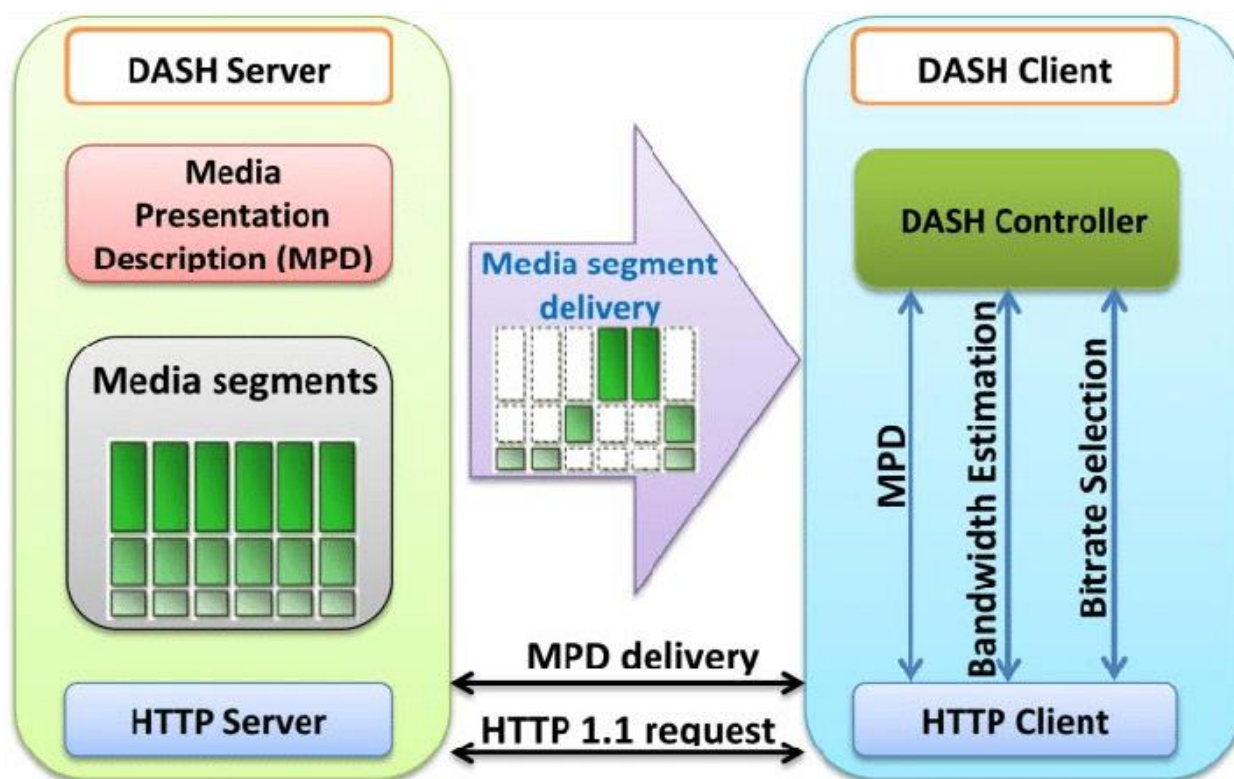 DASH Server
Media
Presentation
Description (MPD)
Media segments
HTTP Server
Media segment
delivery
MPD delivery
HTTP 1.1 request
DASH Client
DASH Controller
MPD
Bandwidth Estimation
Bitrate Selection
HTTP Client